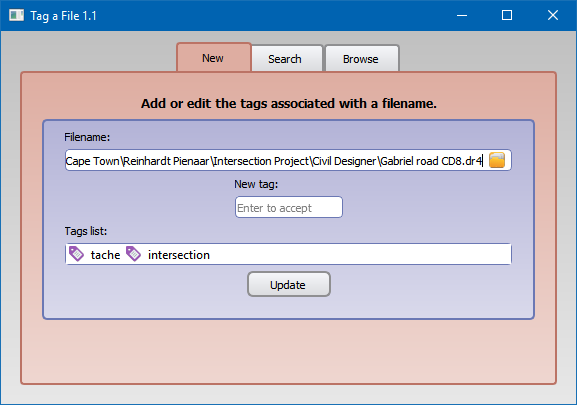 Tag a File 1.1
New
Search
Browse
Add or edit the tags associated with a filename.
Filename:
Cape Town\Reinhardt Pienaar\Intersection Project\Civil Designer\Gabriel road CD8.dr4
New tag:
Enter to accept
Tags list:
tache intersection
Update